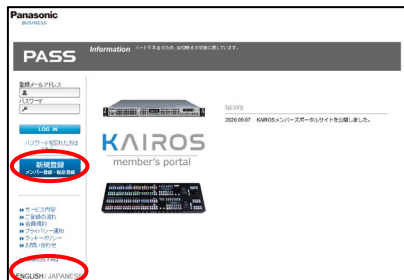 Panasonic
BUSINESS
PASS
Information
登録メールアドレス
パスワード
LOG IN
パスワードを忘れた方は
新規登録
メンバー登録・製品登録
サービス内容
ご登録の流れ
会員規約
プライバシー通知
クッキーポリシー
お問い合わせ
ENGLISH / JAPANESE
KAIROS
member's portal
NEWS
2020.09.07 KAIROSメンバーズポータルサイトを公開しました。